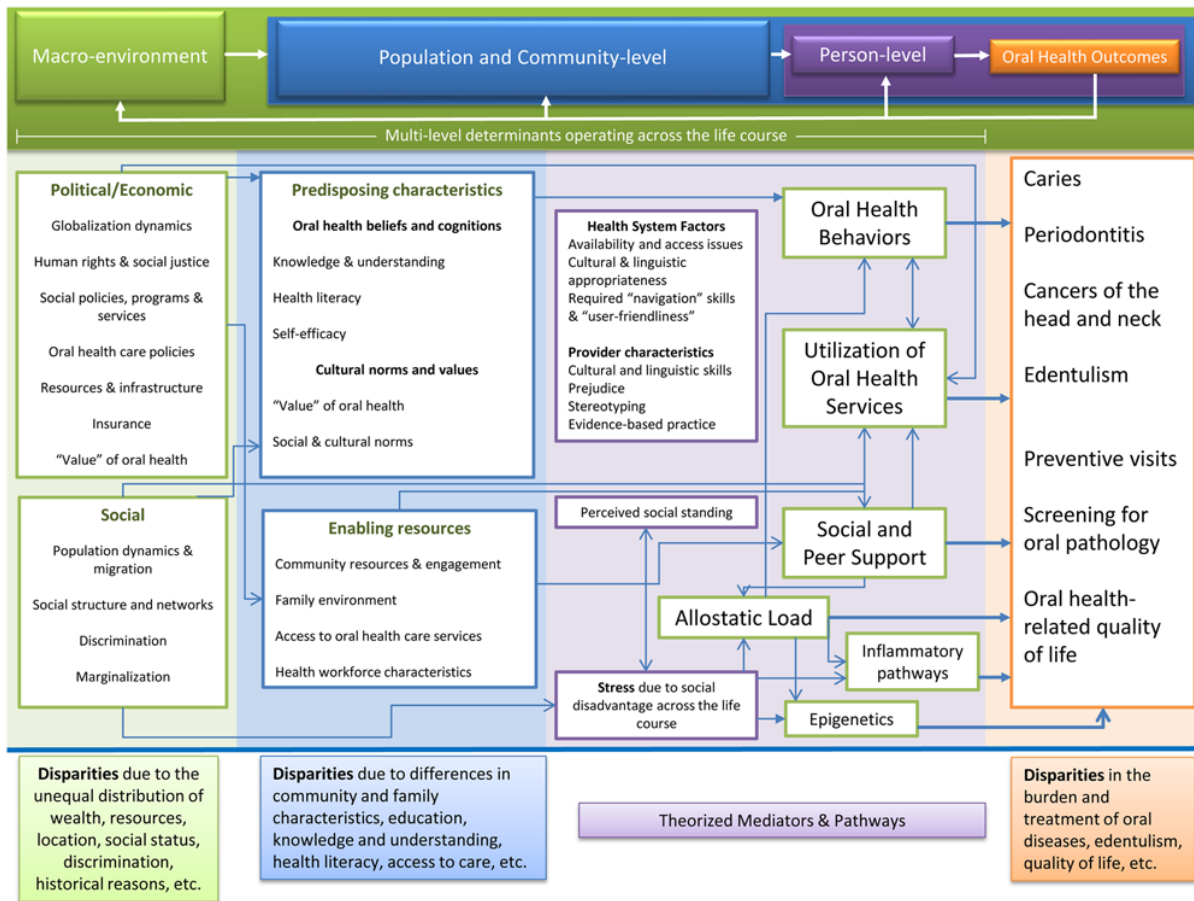 Macro-environment
Population and Community-level
Person-level
Oral Health Outcomes
Multi-level determinants operating across the life course
Political/Economic
Globalization dynamics
Human rights & social justice
Social policies, programs &
services
Oral health care policies
Resources & infrastructure
Insurance
“Value” of oral health
Social
Population dynamics &
migration
Social structure and networks
Discrimination
Marginalization
Predisposing characteristics
Oral health beliefs and cognitions
Knowledge & understanding
Health literacy
Self-efficacy
Cultural norms and values
“Value” of oral health
Social & cultural norms
Enabling resources
Community resources & engagement
Family environment
Access to oral health care services
Health workforce characteristics
Health System Factors
Availability and access issues
Cultural & linguistic
appropriateness
Required “navigation” skills
& “user-friendliness”
Provider characteristics
Cultural and linguistic skills
Prejudice
Stereotyping
Evidence-based practice
Perceived social standing
Stress due to social
disadvantage across the life
course
Oral Health
Behaviors
Utilization of
Oral Health
Services
Social and
Peer Support
Allostatic Load
Inflammatory
pathways
Epigenetics
Caries
Periodontitis
Cancers of the
head and neck
Edentulism
Preventive visits
Screening for
oral pathology
Oral health-
related quality
of life
Disparities due to the
unequal distribution of
wealth, resources,
location, social status,
discrimination,
historical reasons, etc.
Disparities due to differences in
community and family
characteristics, education,
knowledge and understanding,
health literacy, access to care, etc.
Theorized Mediators & Pathways
Disparities in the
burden and
treatment of oral
diseases, edentulism,
quality of life, etc.